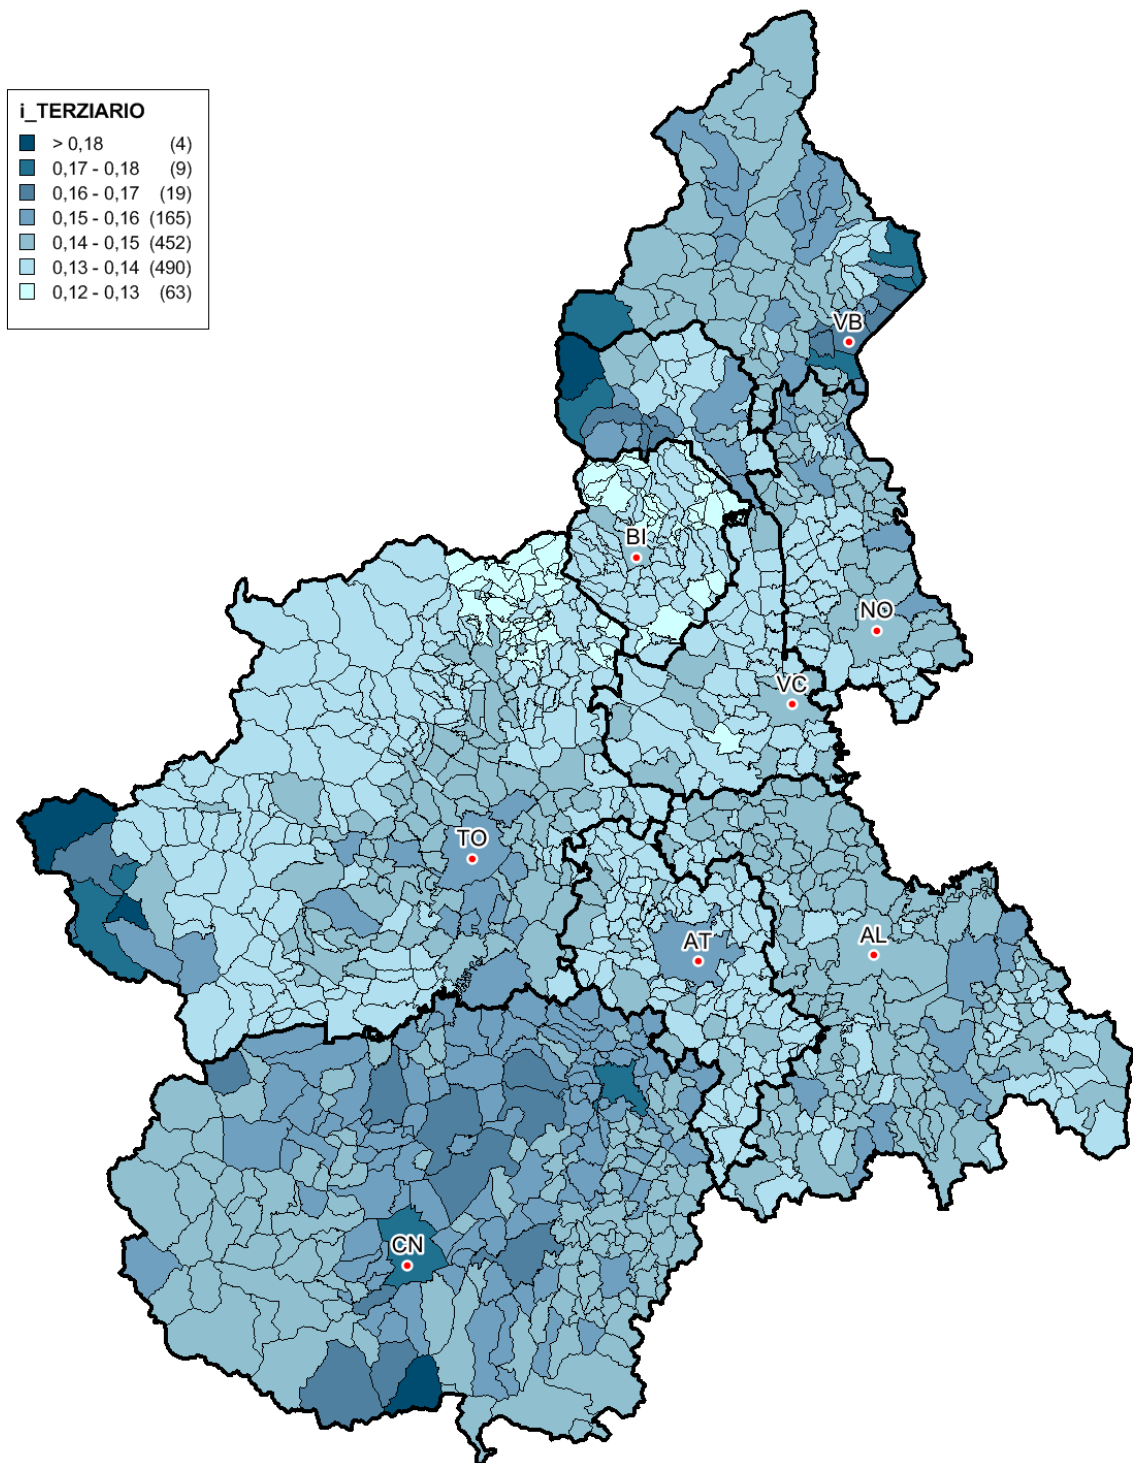 i_TERZIARIO
> 0,18 (4)
0,17 - 0,18 (9)
0,16 - 0,17 (19)
0,15 - 0,16 (165)
0,14 - 0,15 (452)
0,13 - 0,14 (490)
0,12 - 0,13 (63)
VB
BI
NO
VC
TO
AT
AL
CN